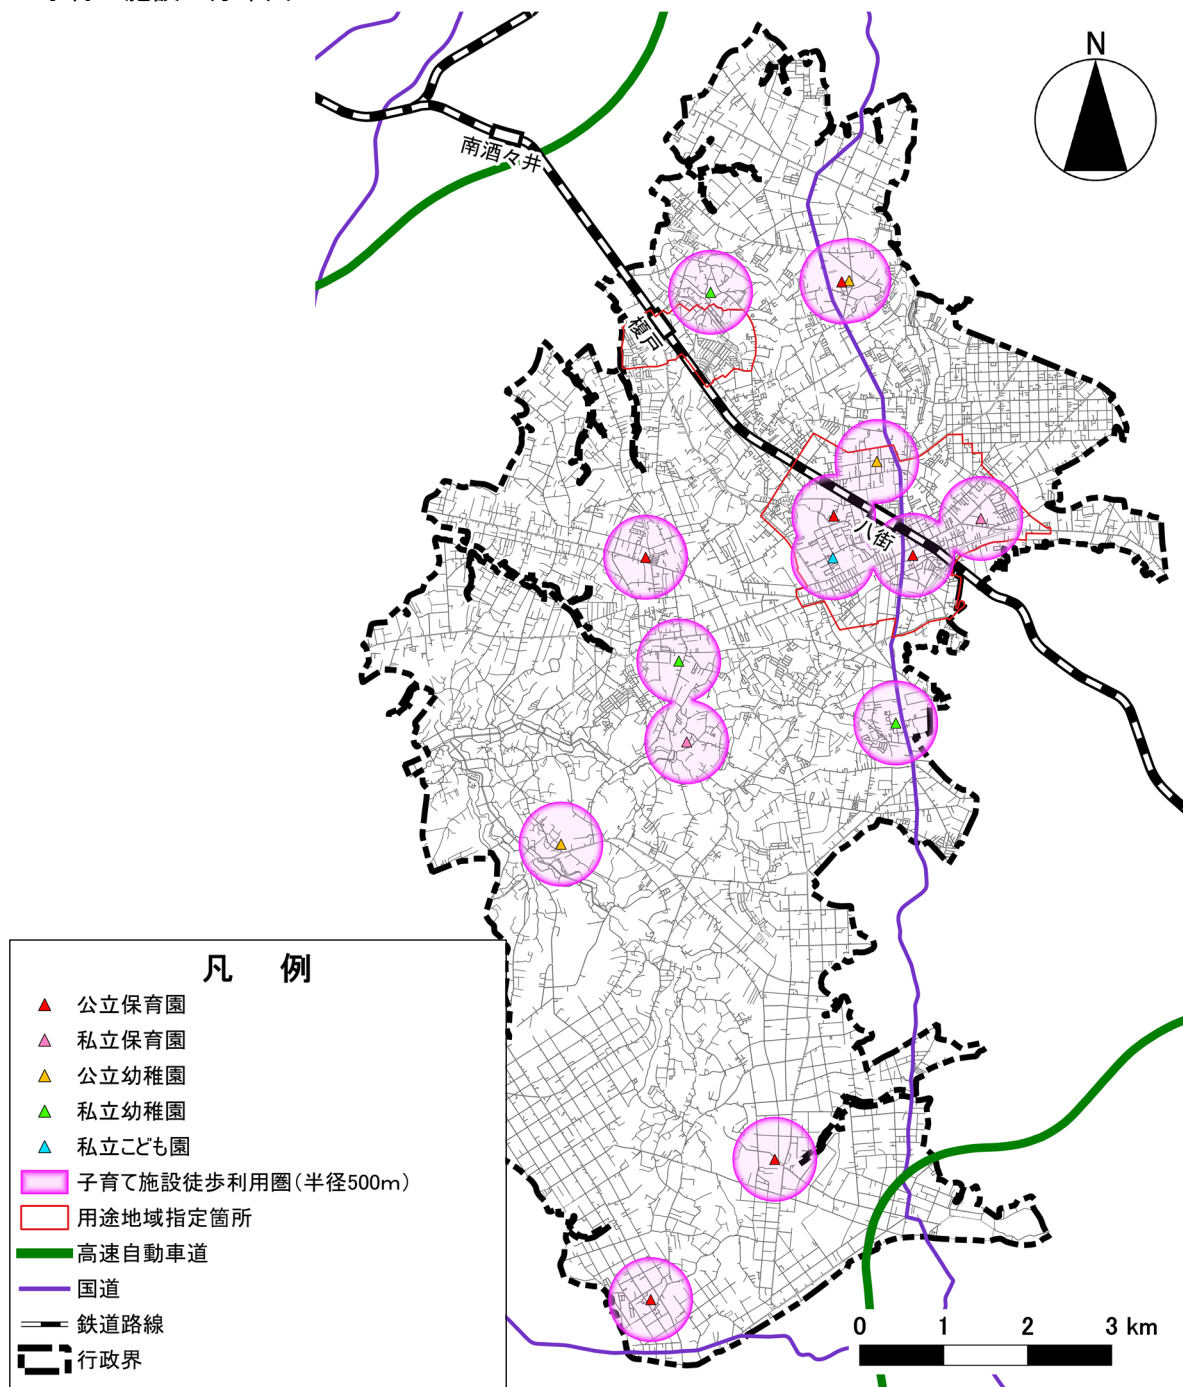 N
南酒々井
榎戸
八街
凡 例
公立保育園
私立保育園
公立幼稚園
私立幼稚園
私立こども園
子育て施設徒歩利用圏(半径500m)
用途地域指定箇所
高速自動車道
国道
鉄道路線
行政界
0 1 2 3 km